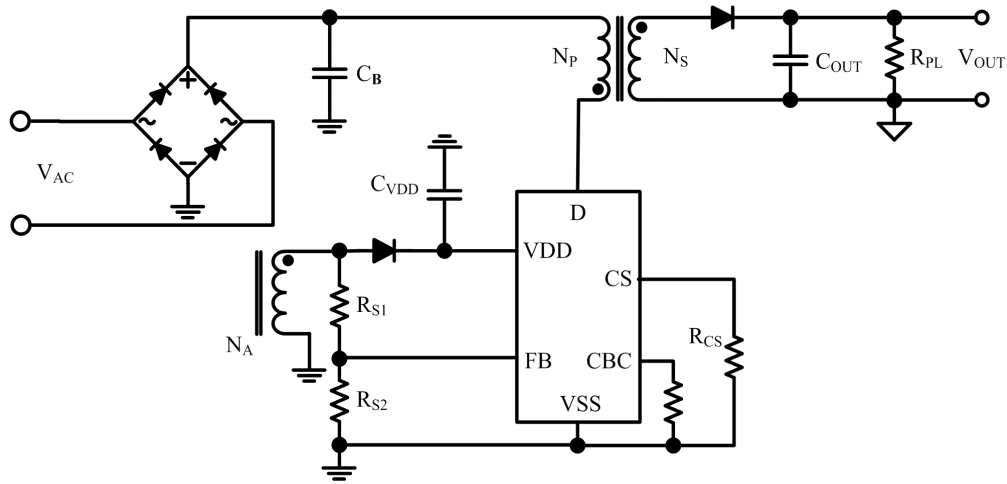 N_P
N_S
C_B
C_OUT
R_PL
V_OUT
+
~
~
−
V_AC
C_VDD
D
VDD
CS
R_S1
R_CS
N_A
FB
CBC
R_S2
VSS